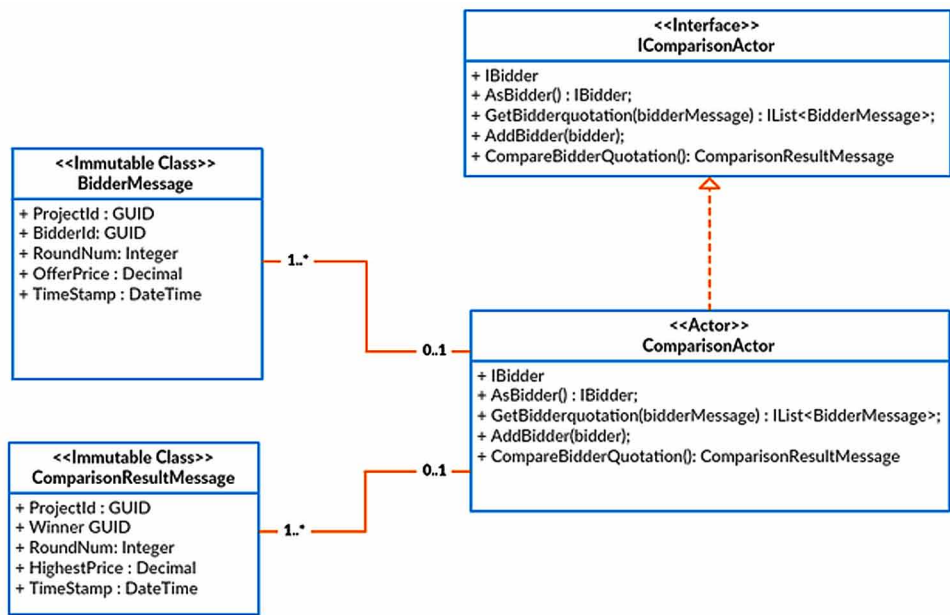 <<Interface>>
IComparisonActor
+ IBidder
+ AsBidder() : IBidder;
+ GetBidderquotation(bidderMessage) : IList<BidderMessage>;
+ AddBidder(bidder);
+ CompareBidderQuotation(): ComparisonResultMessage
<<Immutable Class>>
BidderMessage
+ ProjectId : GUID
+ BidderId: GUID
+ RoundNum: Integer
+ OfferPrice : Decimal
+ TimeStamp : DateTime
1..*
0..1
<<Actor>>
ComparisonActor
+ IBidder
+ AsBidder() : IBidder;
+ GetBidderquotation(bidderMessage) : IList<BidderMessage>;
+ AddBidder(bidder);
+ CompareBidderQuotation(): ComparisonResultMessage
<<Immutable Class>>
ComparisonResultMessage
+ ProjectId : GUID
+ Winner GUID
+ RoundNum: Integer
+ HighestPrice : Decimal
+ TimeStamp : DateTime
0..1
1..*